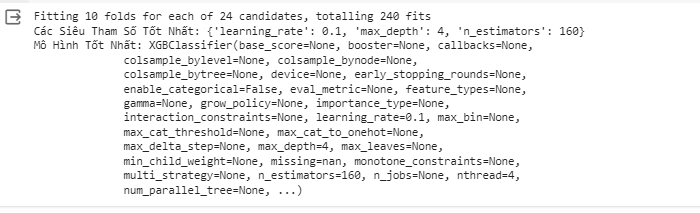 Fitting 10 folds for each of 24 candidates, totalling 240 fits
Các Siêu Tham Số Tốt Nhất: {'learning_rate': 0.1, 'max_depth': 4, 'n_estimators': 160}
Mô Hình Tốt Nhất: XGBClassifier(base_score=None, booster=None, callbacks=None,
colsample_bylevel=None, colsample_bynode=None,
colsample_bytree=None, device=None, early_stopping_rounds=None,
enable_categorical=False, eval_metric=None, feature_types=None,
gamma=None, grow_policy=None, importance_type=None,
interaction_constraints=None, learning_rate=0.1, max_bin=None,
max_cat_threshold=None, max_cat_to_onehot=None,
max_delta_step=None, max_depth=4, max_leaves=None,
min_child_weight=None, missing=nan, monotone_constraints=None,
multi_strategy=None, n_estimators=160, n_jobs=None, nthread=4,
num_parallel_tree=None, ...)